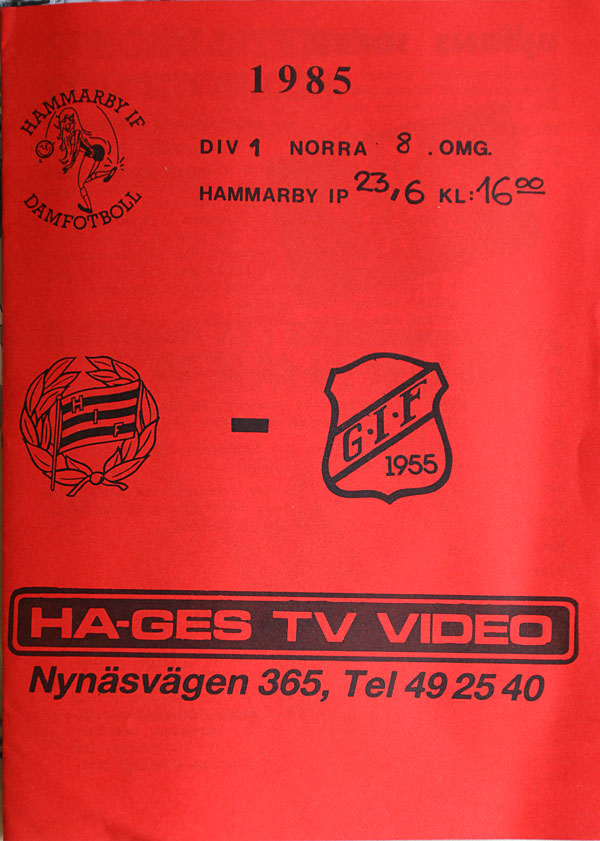 1985
HAMMARBY IF
DAMFOTBOLL
DIV 1 NORRA 8. OMG.
HAMMARBY IP 23,6 KL: 16⁰⁰
HIF
-
G·I·F
1955
HA-GES TV VIDEO
Nynäsvägen 365, Tel 49 25 40